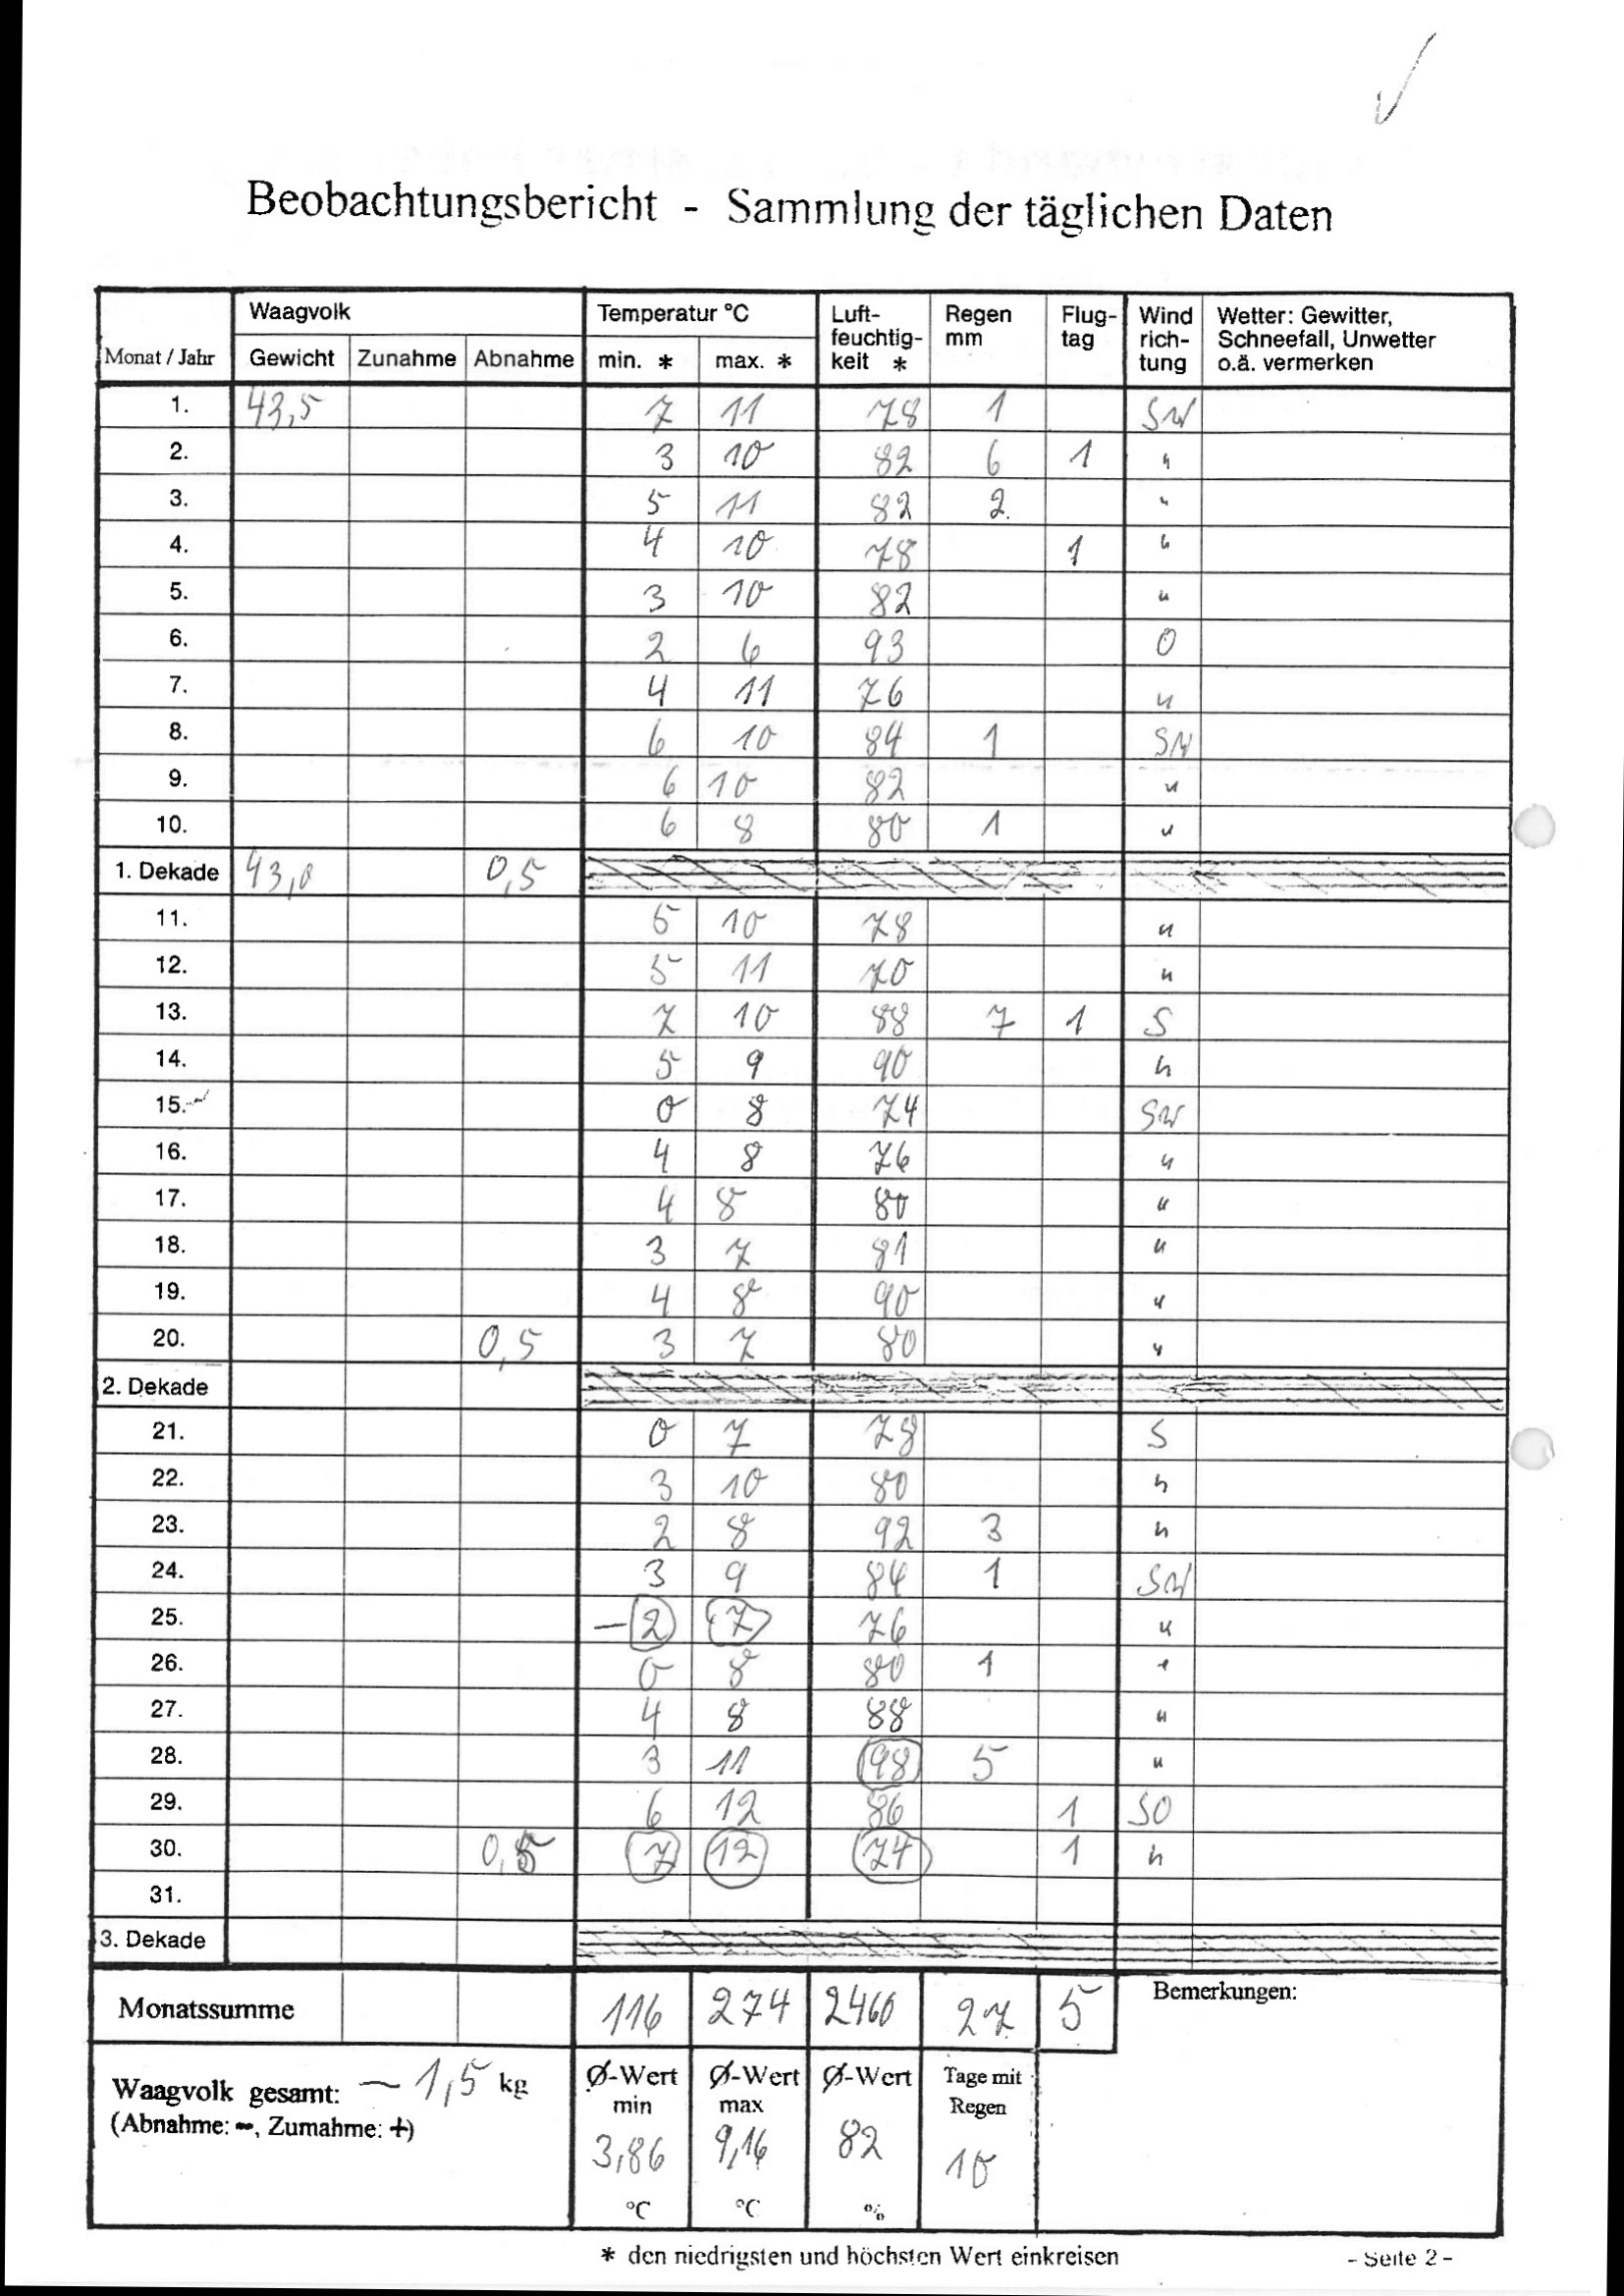 Beobachtungsbericht - Sammlung der täglichen Daten
Monat / Jahr Waagvolk Temperatur °C Luft-feuchtig-keit * Regen mm Flug-tag Wind rich-tung Wetter: Gewitter, Schneefall, Unwetter o.ä. vermerken
Gewicht Zunahme Abnahme min. * max. *
1. 43,5 7 11 78 1 SW
2. 3 10 82 6 1 "
3. 5 11 82 2 "
4. 4 10 78 1 "
5. 3 10 82 "
6. 2 6 93 O
7. 4 11 76 "
8. 6 10 84 1 SW
9. 6 10 82 "
10. 6 8 80 1 "
1. Dekade 43,0 0,5
11. 5 10 78 "
12. 5 11 70 "
13. 7 10 88 7 1 S
14. 5 9 90 "
15. 0 8 74 SW
16. 4 8 76 "
17. 4 8 80 "
18. 3 7 81 "
19. 4 8 90 "
20. 0,5 3 7 80 "
2. Dekade
21. 0 7 78 S
22. 3 10 80 "
23. 2 8 92 3 "
24. 3 9 84 1 SW
25. -2 7 76 "
26. 0 8 80 1 "
27. 4 8 88 "
28. 3 11 98 5 "
29. 6 12 86 1 SO
30. 0,5 7 12 74 1 "
31.
3. Dekade
Monatssumme 116 274 2460 27 5 Bemerkungen:
Waagvolk gesamt: - 1,5 kg
(Abnahme: -, Zumahme: +)
Ø-Wert min 3,86 °C
Ø-Wert max 9,16 °C
Ø-Wert 82 %
Tage mit Regen 10
* den niedrigsten und höchsten Wert einkreisen
- Seite 2 -